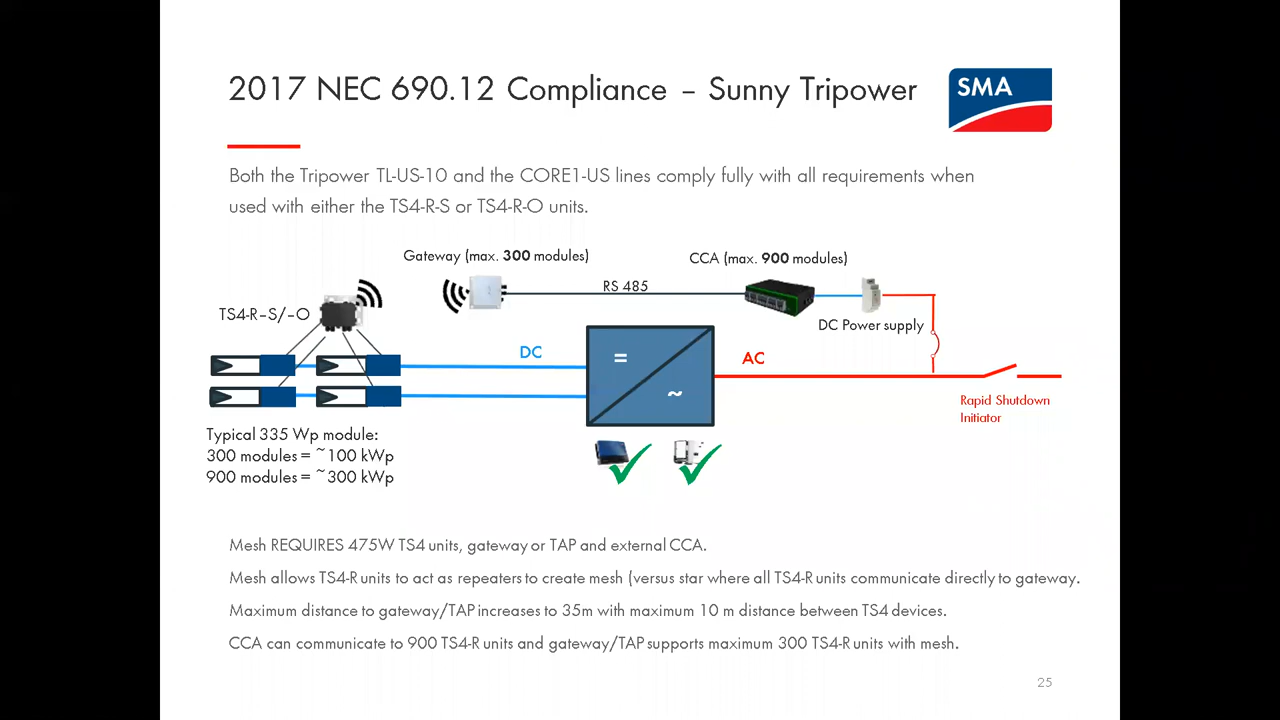 2017 NEC 690.12 Compliance – Sunny Tripower
SMA
Both the Tripower TL-US-10 and the CORE1-US lines comply fully with all requirements when
used with either the TS4-R-S or TS4-R-O units.
Gateway (max. 300 modules)
CCA (max. 900 modules)
RS 485
TS4-R–S/–O
DC Power supply
DC
=
AC
~
Rapid Shutdown
Initiator
Typical 335 Wp module:
300 modules = ~100 kWp
900 modules = ~300 kWp
Mesh REQUIRES 475W TS4 units, gateway or TAP and external CCA.
Mesh allows TS4-R units to act as repeaters to create mesh (versus star where all TS4-R units communicate directly to gateway.
Maximum distance to gateway/TAP increases to 35m with maximum 10 m distance between TS4 devices.
CCA can communicate to 900 TS4-R units and gateway/TAP supports maximum 300 TS4-R units with mesh.
25